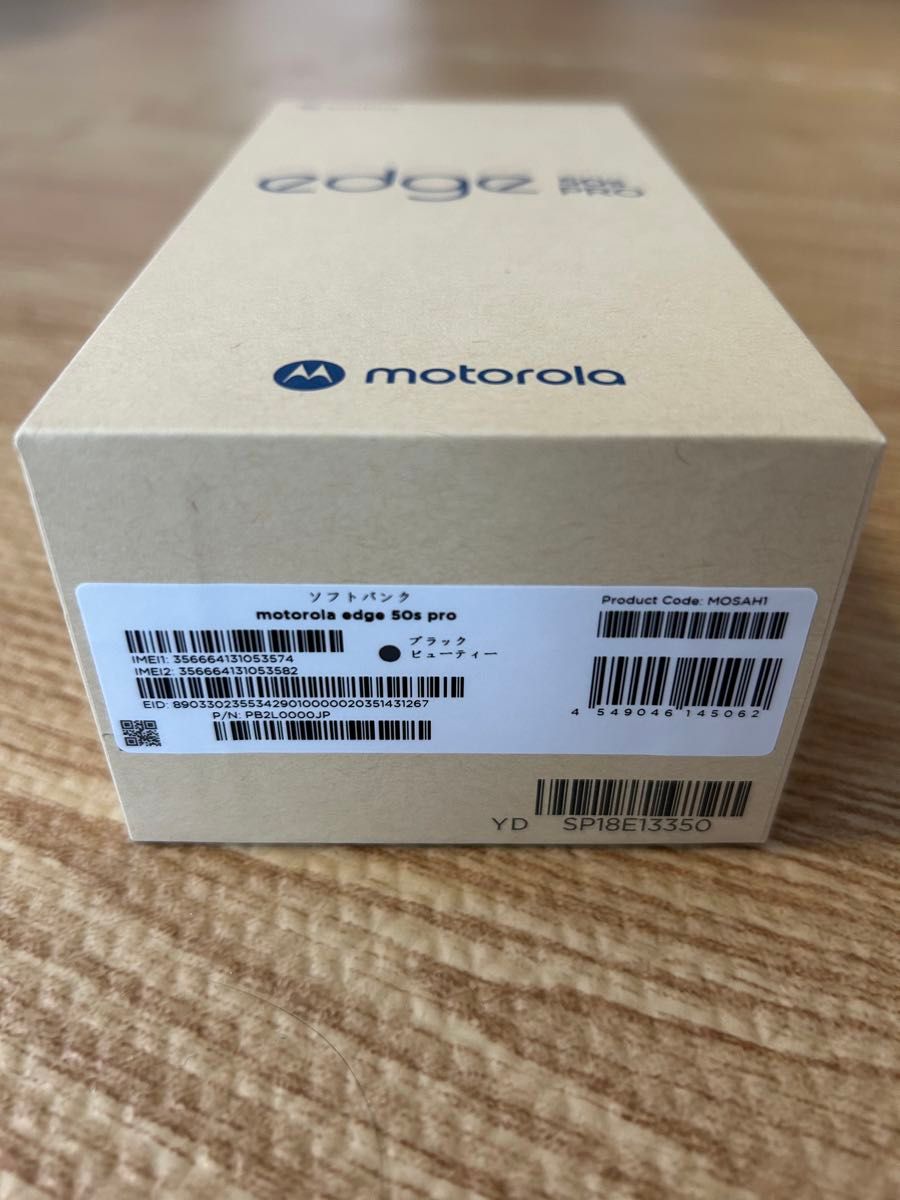 edge 50s
PRO
motorola
ソフトバンク
motorola edge 50s pro
IMEI1: 356664131053574
ブラック
ビューティー
IMEI2: 356664131053582
EID: 89033023553429010000020351431267
P/N: PB2L0000JP
Product Code: MOSAH1
4 549046 145062
YD SP18E13350